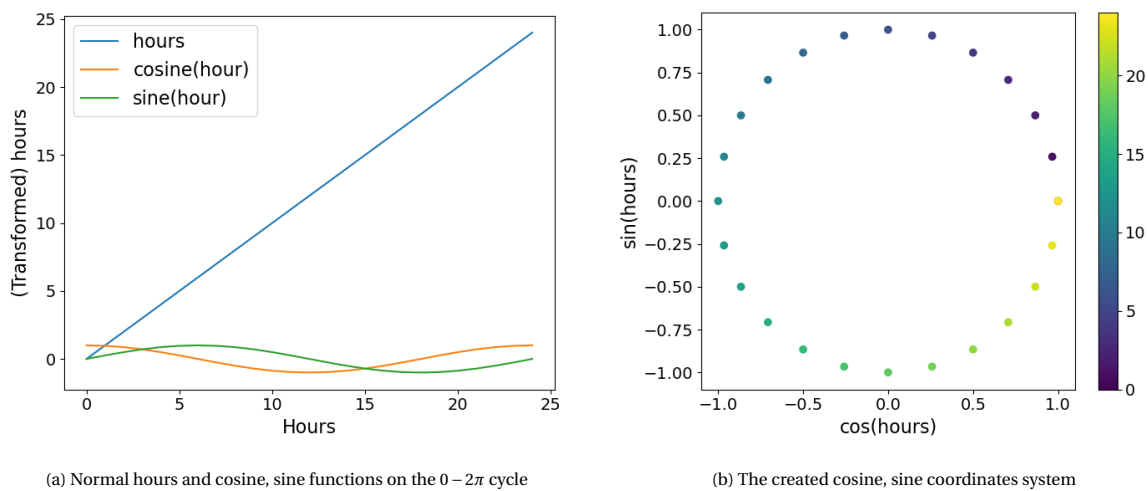 25
20
15
10
5
0
(Transformed) hours
hours
cosine(hour)
sine(hour)
0 5 10 15 20 25
Hours
(a) Normal hours and cosine, sine functions on the 0 − 2π cycle
1.00
0.75
0.50
0.25
0.00
−0.25
−0.50
−0.75
−1.00
sin(hours)
−1.0 −0.5 0.0 0.5 1.0
cos(hours)
20
15
10
5
0
(b) The created cosine, sine coordinates system